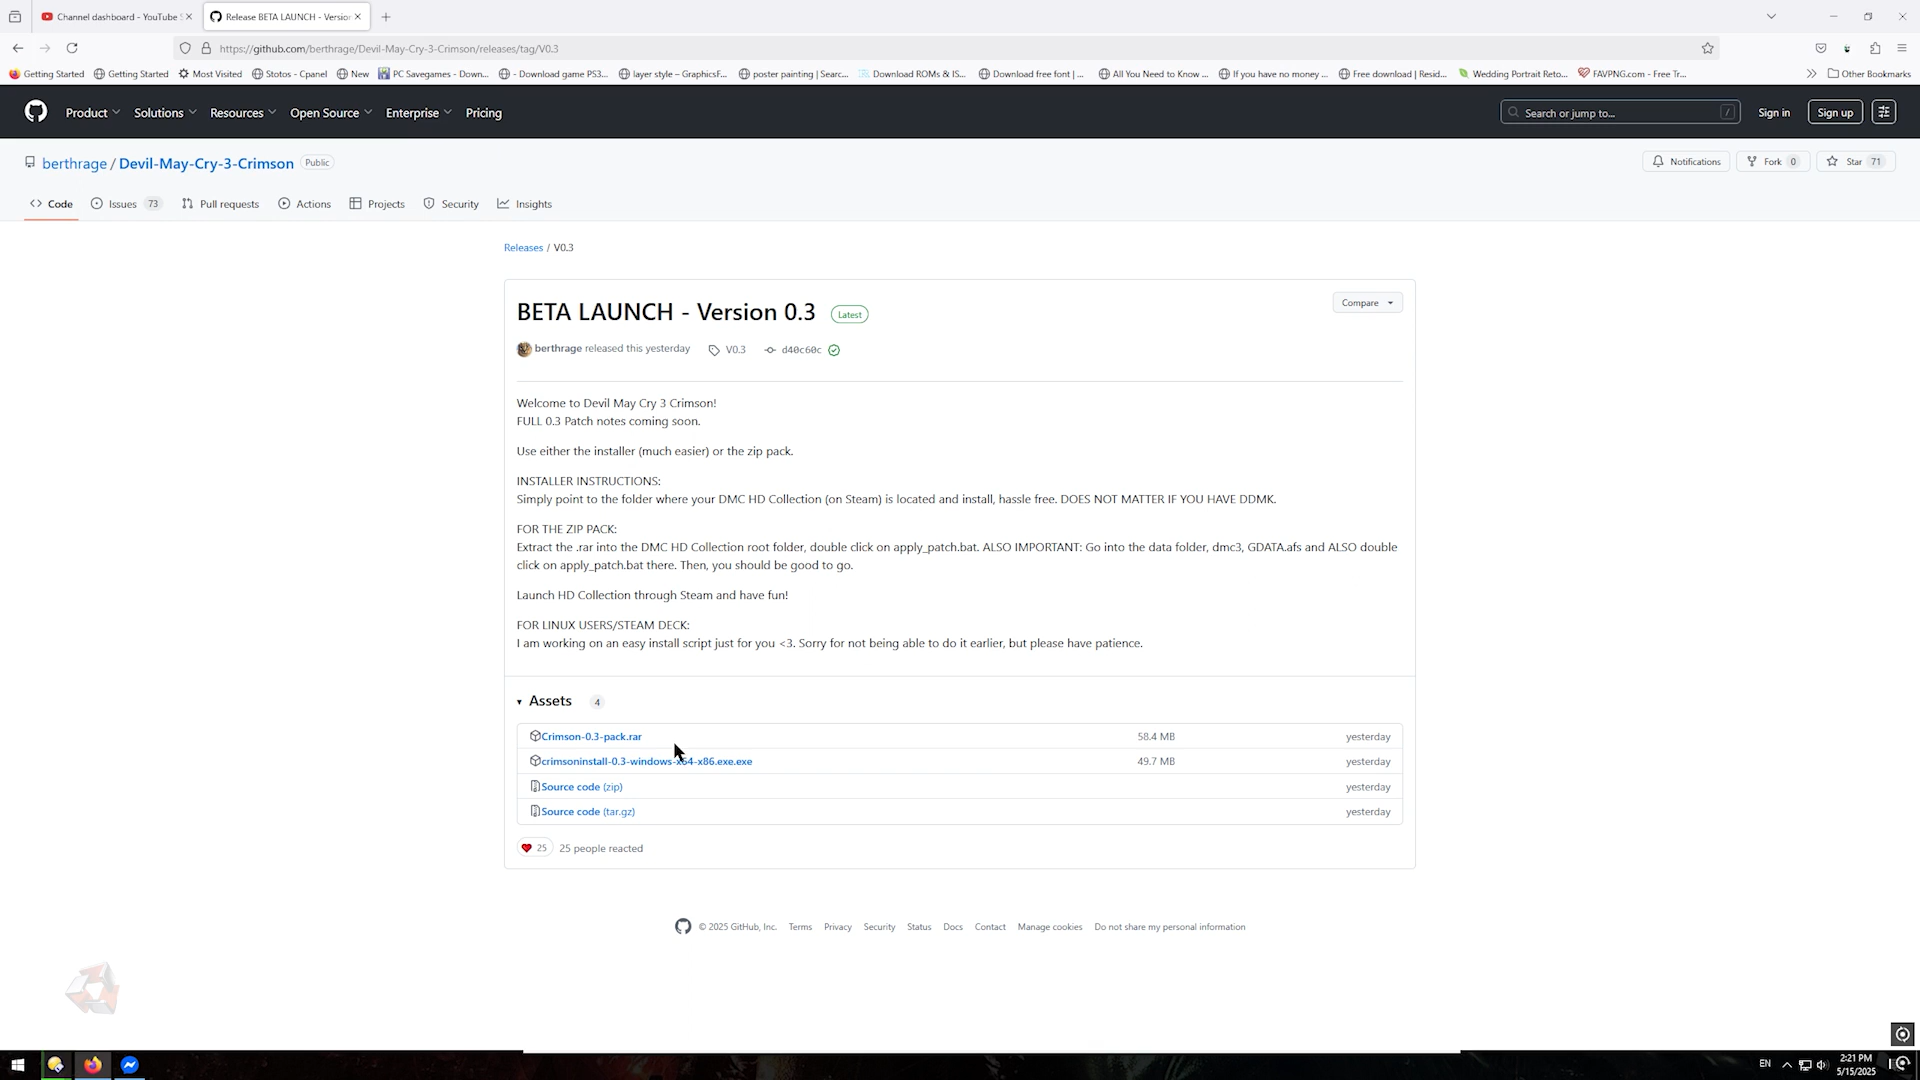 Channel dashboard - YouTube S
Release BETA LAUNCH - Version
https://github.com/berthrage/Devil-May-Cry-3-Crimson/releases/tag/V0.3
Getting Started
Getting Started
Most Visited
Stotos - Cpanel
New
PC Savegames - Down...
- Download game PS3...
layer style – GraphicsF...
poster painting | Searc...
Download ROMs & IS...
Download free font | ...
All You Need to Know ...
If you have no money ...
Free download | Resid...
Wedding Portrait Reto...
FAVPNG.com - Free Tr...
Other Bookmarks
Product
Solutions
Resources
Open Source
Enterprise
Pricing
Search or jump to...
/
Sign in
Sign up
berthrage / Devil-May-Cry-3-Crimson Public
Notifications
Fork 0
Star 71
Code
Issues 73
Pull requests
Actions
Projects
Security
Insights
Releases / V0.3
BETA LAUNCH - Version 0.3 Latest
Compare
berthrage released this yesterday V0.3 d40c60c
Welcome to Devil May Cry 3 Crimson!
FULL 0.3 Patch notes coming soon.
Use either the installer (much easier) or the zip pack.
INSTALLER INSTRUCTIONS:
Simply point to the folder where your DMC HD Collection (on Steam) is located and install, hassle free. DOES NOT MATTER IF YOU HAVE DDMK.
FOR THE ZIP PACK:
Extract the .rar into the DMC HD Collection root folder, double click on apply_patch.bat. ALSO IMPORTANT: Go into the data folder, dmc3, GDATA.afs and ALSO double
click on apply_patch.bat there. Then, you should be good to go.
Launch HD Collection through Steam and have fun!
FOR LINUX USERS/STEAM DECK:
I am working on an easy install script just for you <3. Sorry for not being able to do it earlier, but please have patience.
Assets 4
Crimson-0.3-pack.rar 58.4 MB yesterday
crimsoninstall-0.3-windows-x64-x86.exe.exe 49.7 MB yesterday
Source code (zip) yesterday
Source code (tar.gz) yesterday
25 25 people reacted
© 2025 GitHub, Inc. Terms Privacy Security Status Docs Contact Manage cookies Do not share my personal information
EN
2:21 PM
5/15/2025